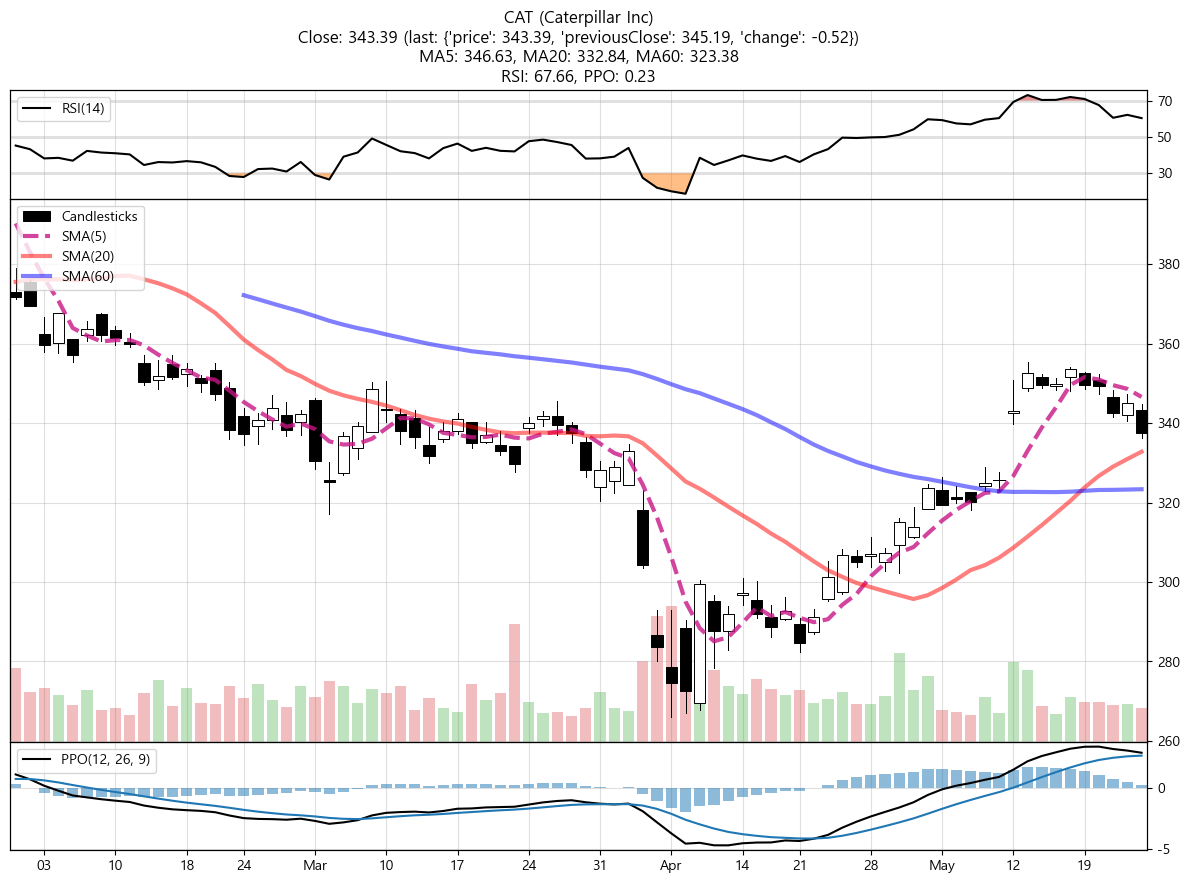 CAT (Caterpillar Inc)
Close: 343.39 (last: {'price': 343.39, 'previousClose': 345.19, 'change': -0.52})
MA5: 346.63, MA20: 332.84, MA60: 323.38
RSI: 67.66, PPO: 0.23
RSI(14)
70
50
30
Candlesticks
SMA(5)
SMA(20)
SMA(60)
380
360
340
320
300
280
260
PPO(12, 26, 9)
0
-5
03 10 18 24 Mar 10 17 24 31 Apr 14 21 28 May 12 19